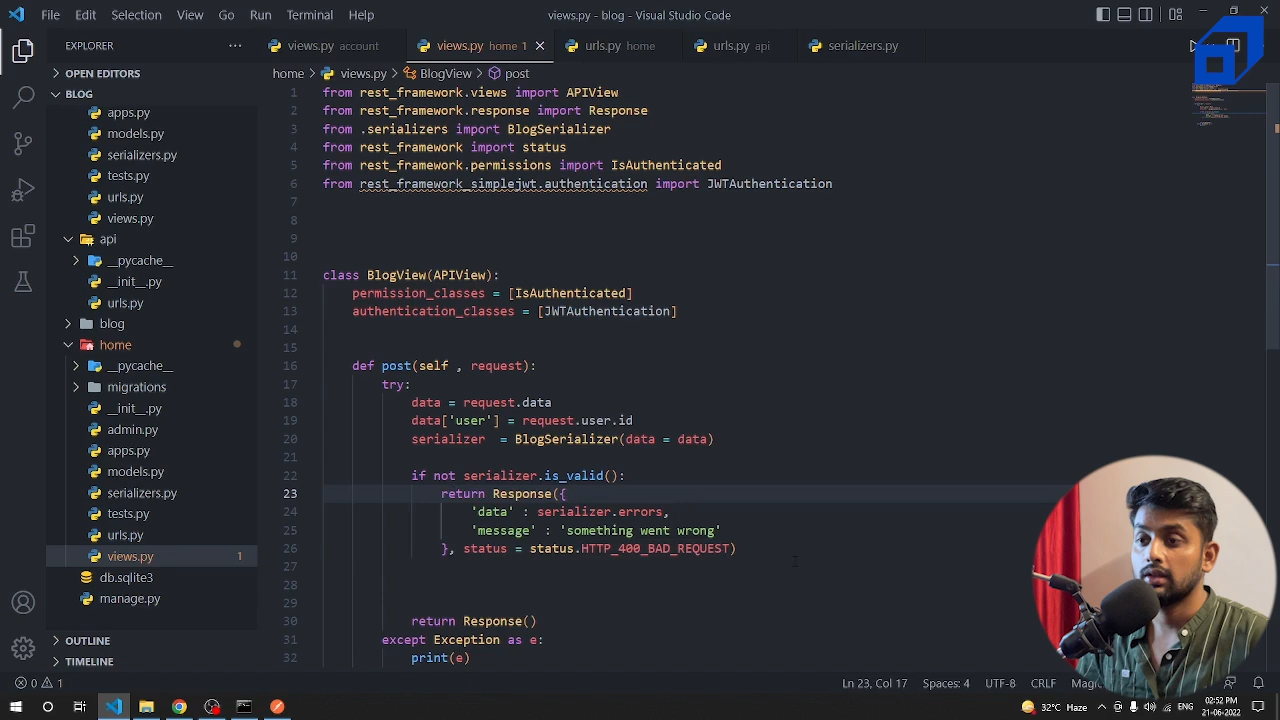 File Edit Selection View Go Run Terminal Help
views.py - blog - Visual Studio Code
EXPLORER
OPEN EDITORS
BLOG
apps.py
models.py
serializers.py
tests.py
urls.py
views.py
api
__pycache__
__init__.py
urls.py
blog
home
__pycache__
migrations
__init__.py
admin.py
apps.py
models.py
serializers.py
tests.py
urls.py
views.py 1
db.sqlite3
manage.py
OUTLINE
TIMELINE
views.py account
views.py home 1
urls.py home
urls.py api
serializers.py
home > views.py > BlogView > post
1 from rest_framework.views import APIView
2 from rest_framework.response import Response
3 from .serializers import BlogSerializer
4 from rest_framework import status
5 from rest_framework.permissions import IsAuthenticated
6 from rest_framework_simplejwt.authentication import JWTAuthentication
7
8
9
10
11 class BlogView(APIView):
12 permission_classes = [IsAuthenticated]
13 authentication_classes = [JWTAuthentication]
14
15
16 def post(self , request):
17 try:
18 data = request.data
19 data['user'] = request.user.id
20 serializer  = BlogSerializer(data = data)
21
22 if not serializer.is_valid():
23 return Response({
24 'data' : serializer.errors,
25 'message' : 'something went wrong'
26 }, status = status.HTTP_400_BAD_REQUEST)
27
28
29
30 return Response()
31 except Exception as e:
32 print(e)
0 1
Ln 23, Col 17 Spaces: 4 UTF-8 CRLF
32°C Haze
02:52 PM
21-06-2022